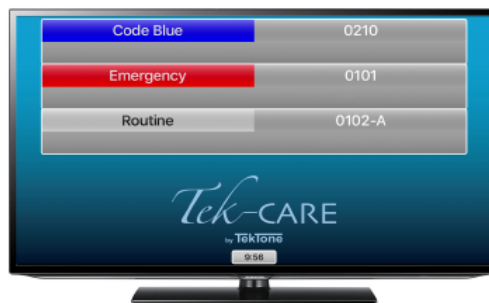 Code Blue 0210
Emergency 0101
Routine 0102-A
Tek-CARE
by TekTone
9:56